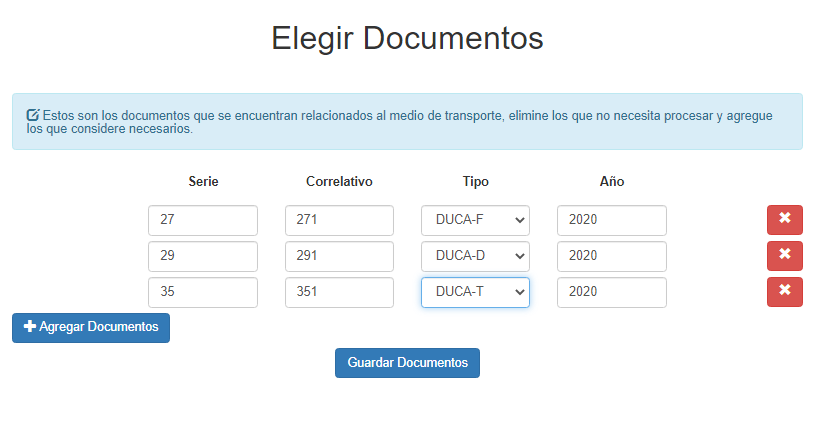 Elegir Documentos
Estos son los documentos que se encuentran relacionados al medio de transporte, elimine los que no necesita procesar y agregue
los que considere necesarios.
Serie Correlativo Tipo Año
27 271 DUCA-F 2020
29 291 DUCA-D 2020
35 351 DUCA-T 2020
Agregar Documentos
Guardar Documentos